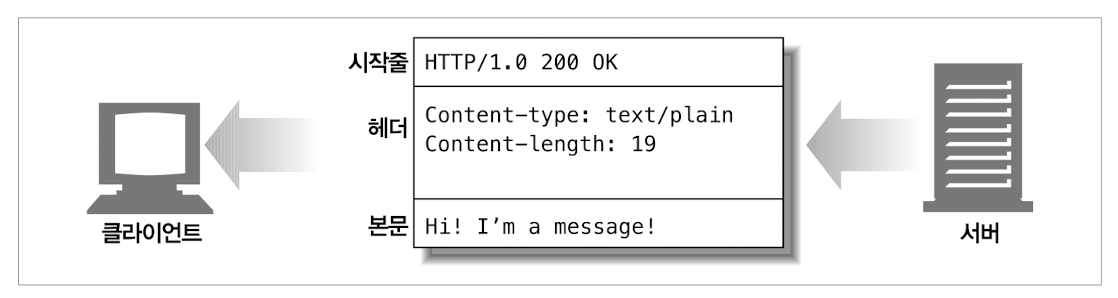 시작줄 HTTP/1.0 200 OK
헤더 Content-type: text/plain
Content-length: 19
본문 Hi! I'm a message!
클라이언트
서버